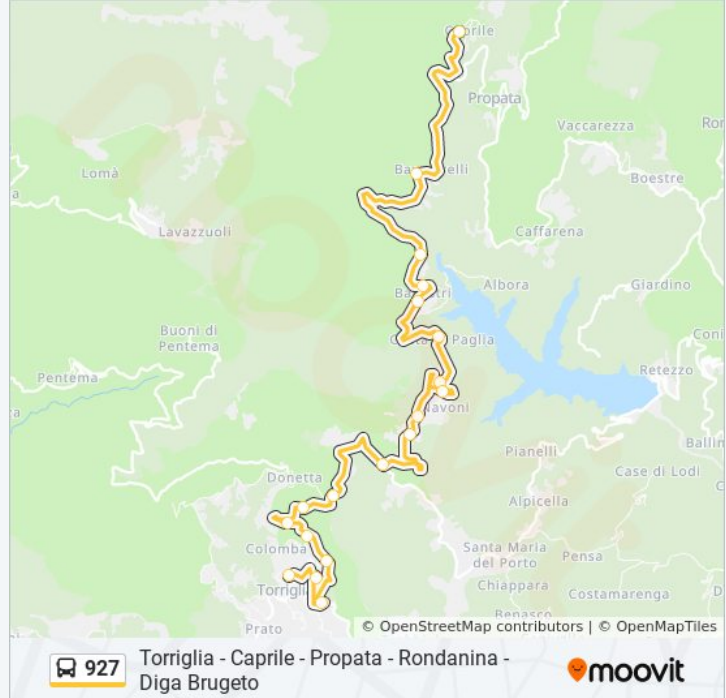 Caprile
Propata
Vaccarezza
Lomà
Boestre
Lavazzuoli
Caffarena
Albora
Giardino
Buoni di
Pentema
Paglia
Pentema
Retezzo
Navoni
Pianelli
Donetta
Case di Lodi
Alpicella
Colomba
Santa Maria
del Porto
Pensa
Chiappara
Costamarenga
Torriglia
Prato
© OpenStreetMap contributors | © OpenMapTiles
927
Torriglia - Caprile - Propata - Rondanina -
Diga Brugeto
moovit